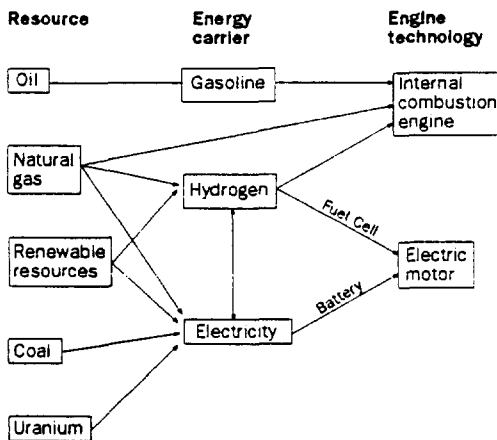 Resource
Energy
carrier
Engine
technology
Oil
Gasoline
Internal
combustion
engine
Natural
gas
Hydrogen
Fuel Cell
Renewable
resources
Electric
motor
Battery
Electricity
Coal
Uranium